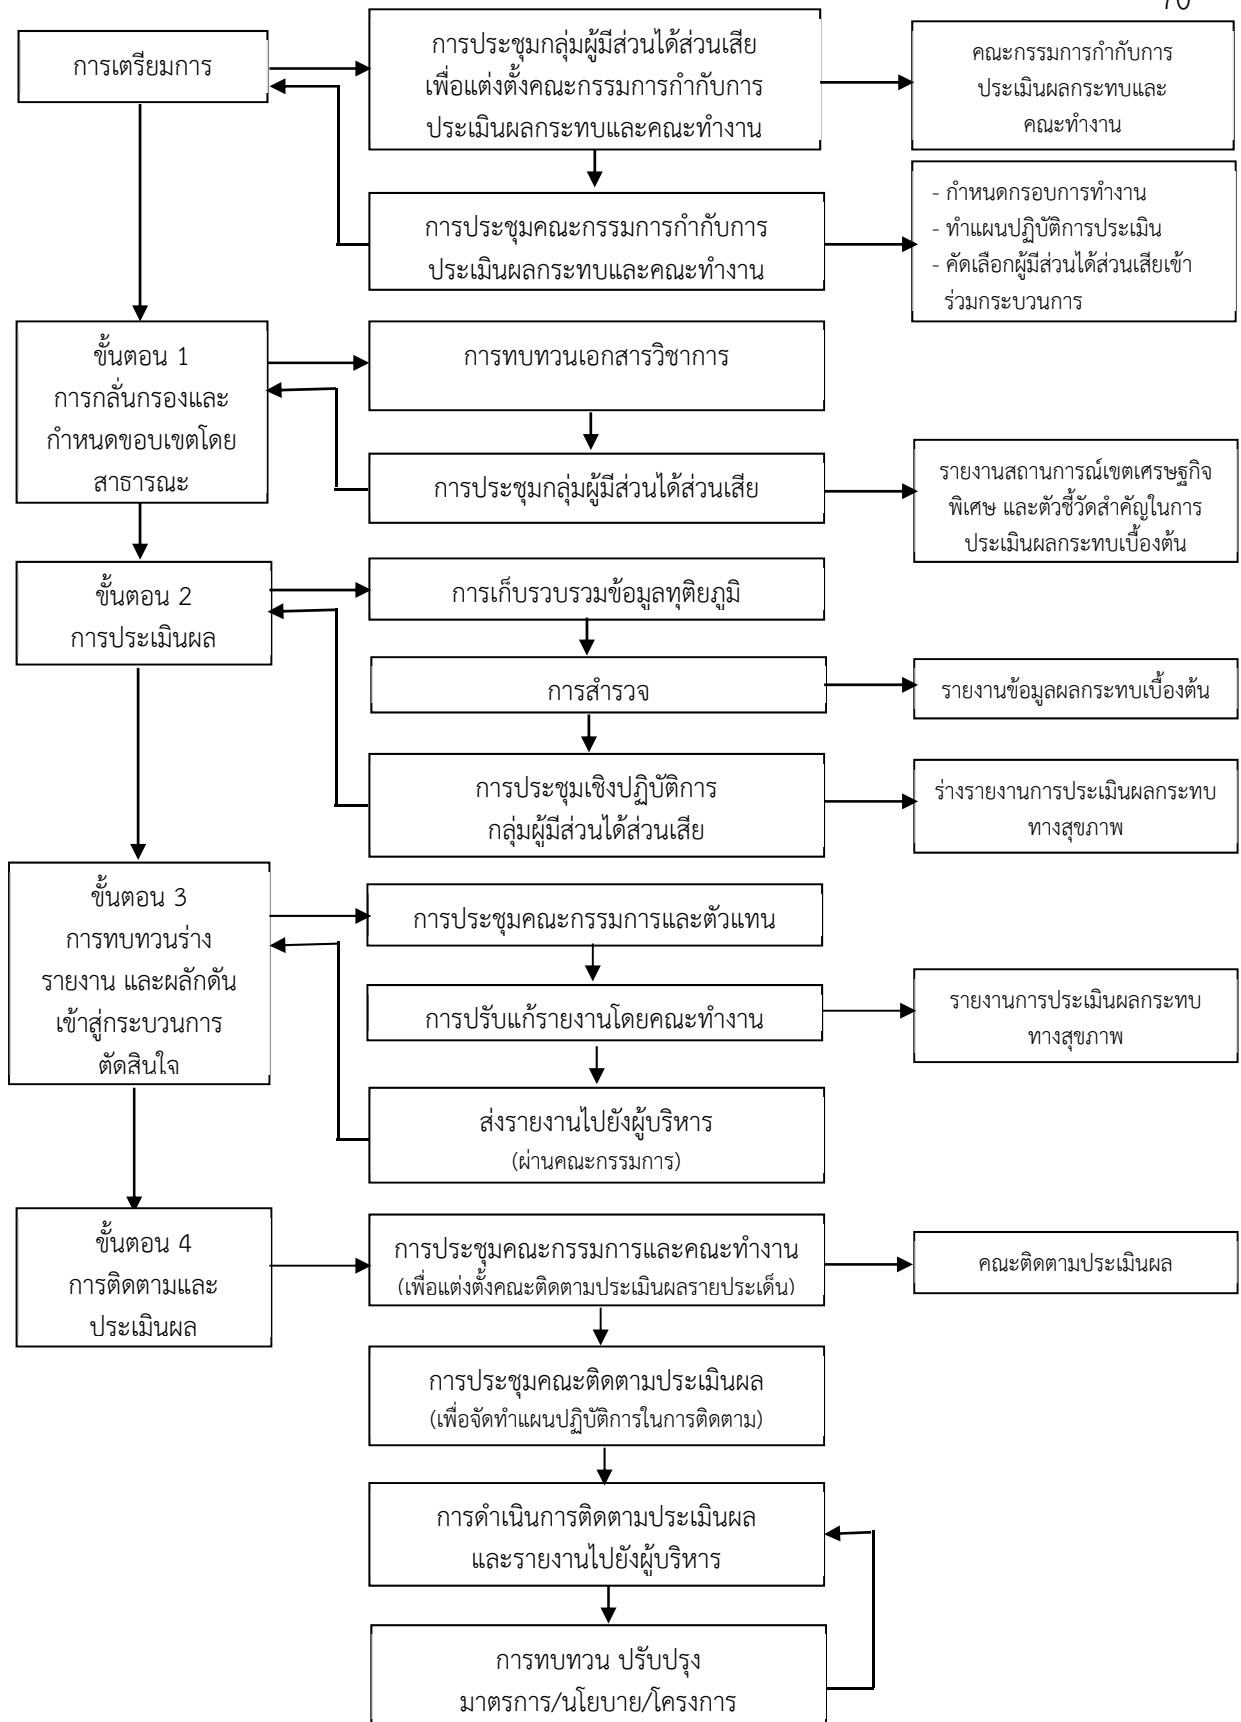 การเตรียมการ
การประชุมกลุ่มผู้มีส่วนได้ส่วนเสีย
เพื่อแต่งตั้งคณะกรรมการกำกับการ
ประเมินผลกระทบและคณะทำงาน
คณะกรรมการกำกับการ
ประเมินผลกระทบและ
คณะทำงาน
การประชุมคณะกรรมการกำกับการ
ประเมินผลกระทบและคณะทำงาน
- กำหนดกรอบการทำงาน
- ทำแผนปฏิบัติการประเมิน
- คัดเลือกผู้มีส่วนได้ส่วนเสียเข้า
ร่วมกระบวนการ
ขั้นตอน 1
การกลั่นกรองและ
กำหนดขอบเขตโดย
สาธารณะ
การทบทวนเอกสารวิชาการ
การประชุมกลุ่มผู้มีส่วนได้ส่วนเสีย
รายงานสถานการณ์เขตเศรษฐกิจ
พิเศษ และตัวชี้วัดสำคัญในการ
ประเมินผลกระทบเบื้องต้น
ขั้นตอน 2
การประเมินผล
การเก็บรวบรวมข้อมูลทุติยภูมิ
การสำรวจ
รายงานข้อมูลผลกระทบเบื้องต้น
การประชุมเชิงปฏิบัติการ
กลุ่มผู้มีส่วนได้ส่วนเสีย
ร่างรายงานการประเมินผลกระทบ
ทางสุขภาพ
ขั้นตอน 3
การทบทวนร่าง
รายงาน และผลักดัน
เข้าสู่กระบวนการ
ตัดสินใจ
การประชุมคณะกรรมการและตัวแทน
การปรับแก้รายงานโดยคณะทำงาน
รายงานการประเมินผลกระทบ
ทางสุขภาพ
ส่งรายงานไปยังผู้บริหาร
(ผ่านคณะกรรมการ)
ขั้นตอน 4
การติดตามและ
ประเมินผล
การประชุมคณะกรรมการและคณะทำงาน
(เพื่อแต่งตั้งคณะติดตามประเมินผลรายประเด็น)
คณะติดตามประเมินผล
การประชุมคณะติดตามประเมินผล
(เพื่อจัดทำแผนปฏิบัติการในการติดตาม)
การดำเนินการติดตามประเมินผล
และรายงานไปยังผู้บริหาร
การทบทวน ปรับปรุง
มาตรการ/นโยบาย/โครงการ